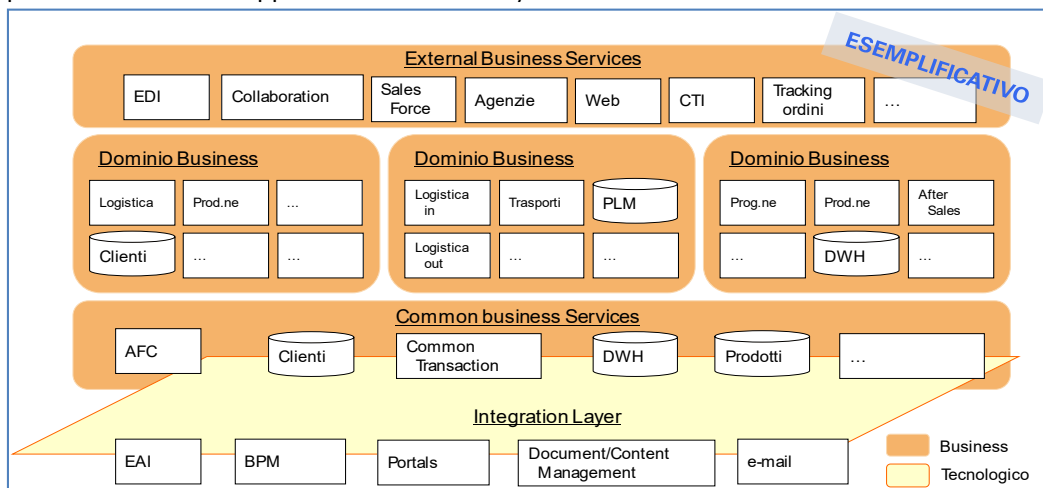 ESEMPLIFICATIVO
External Business Services
EDI
Collaboration
Sales
Force
Agenzie
Web
CTI
Tracking
ordini
...
Dominio Business
Logistica
Prod.ne
...
Clienti
...
...
Dominio Business
Logistica
in
Trasporti
PLM
Logistica
out
...
...
Dominio Business
Prog.ne
Prod.ne
After
Sales
...
DWH
...
Common business Services
AFC
Clienti
Common
Transaction
DWH
Prodotti
...
Integration Layer
EAI
BPM
Portals
Document/Content
Management
e-mail
Business
Tecnologico